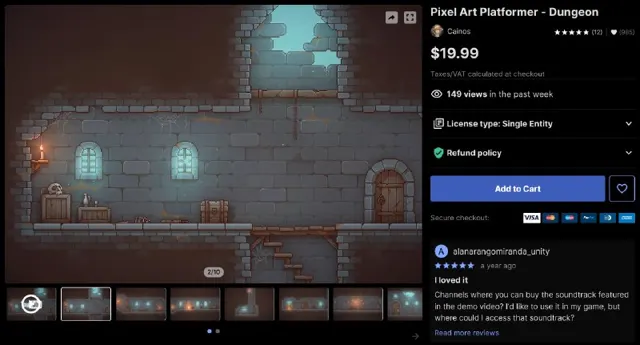 Pixel Art Platformer - Dungeon
Cainos
(12) | (985)
$19.99
Taxes/VAT calculated at checkout
149 views in the past week
License type: Single Entity
Refund policy
Add to Cart
Secure checkout: VISA
A alanarangomiranda_unity
a year ago
I loved it
Channels where you can buy the soundtrack featured
in the demo video? I'd like to use it in my game, but
where could I access that soundtrack?
Read more reviews
2/10